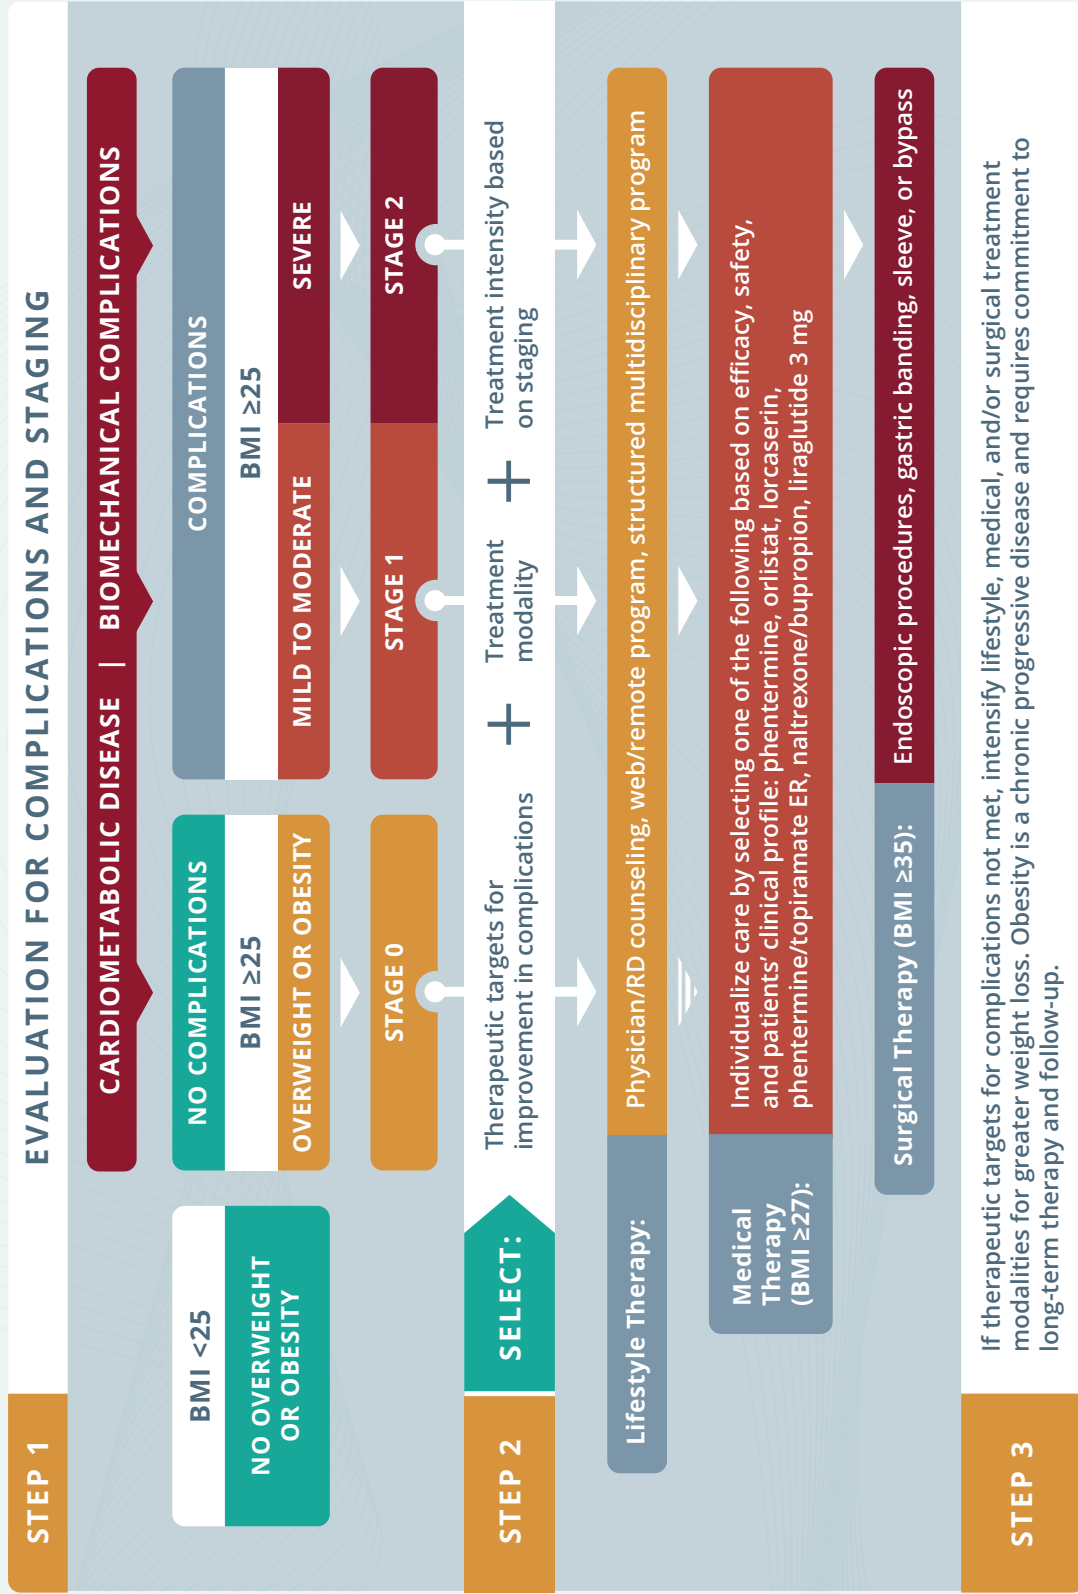 STEP 1
EVALUATION FOR COMPLICATIONS AND STAGING
CARDIOMETABOLIC DISEASE | BIOMECHANICAL COMPLICATIONS
BMI <25
NO OVERWEIGHT
OR OBESITY
NO COMPLICATIONS
BMI ≥25
OVERWEIGHT OR OBESITY
STAGE 0
COMPLICATIONS
BMI ≥25
MILD TO MODERATE
SEVERE
STAGE 1
STAGE 2
STEP 2
SELECT:
Therapeutic targets for
improvement in complications
+
Treatment
modality
+
Treatment intensity based
on staging
Lifestyle Therapy:
Physician/RD counseling, web/remote program, structured multidisciplinary program
Medical
Therapy
(BMI ≥27):
Individualize care by selecting one of the following based on efficacy, safety,
and patients’ clinical profile: phentermine, orlistat, lorcaserin,
phentermine/topiramate ER, naltrexone/bupropion, liraglutide 3 mg
Surgical Therapy (BMI ≥35):
Endoscopic procedures, gastric banding, sleeve, or bypass
STEP 3
If therapeutic targets for complications not met, intensify lifestyle, medical, and/or surgical treatment
modalities for greater weight loss. Obesity is a chronic progressive disease and requires commitment to
long-term therapy and follow-up.